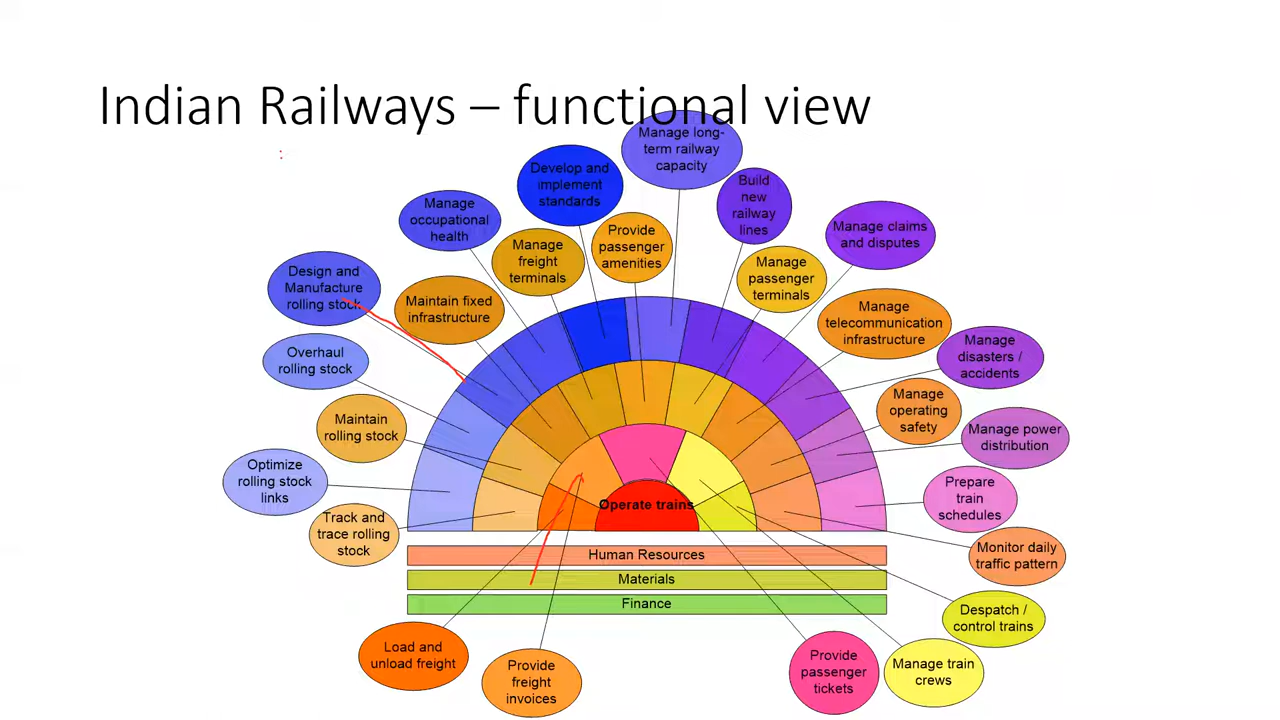 Indian Railways – functional view
Manage long-
term railway
capacity
Develop and
implement
standards
Build
new
railway
lines
Manage
occupational
health
Provide
passenger
amenities
Manage claims
and disputes
Manage
freight
terminals
Manage
passenger
terminals
Design and
Manufacture
rolling stock
Maintain fixed
infrastructure
Manage
telecommunication
infrastructure
Overhaul
rolling stock
Manage
disasters /
accidents
Maintain
rolling stock
Manage
operating
safety
Manage power
distribution
Optimize
rolling stock
links
Prepare
train
schedules
Track and
trace rolling
stock
Operate trains
Monitor daily
traffic pattern
Human Resources
Materials
Finance
Despatch /
control trains
Load and
unload freight
Provide
freight
invoices
Provide
passenger
tickets
Manage train
crews